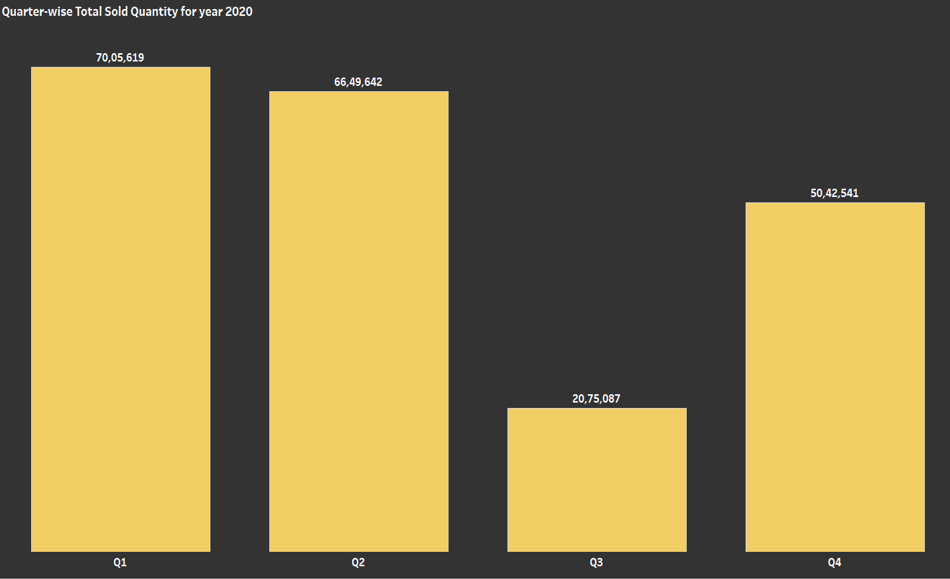 Quarter-wise Total Sold Quantity for year 2020
70,05,619
66,49,642
20,75,087
50,42,541
Q1
Q2
Q3
Q4